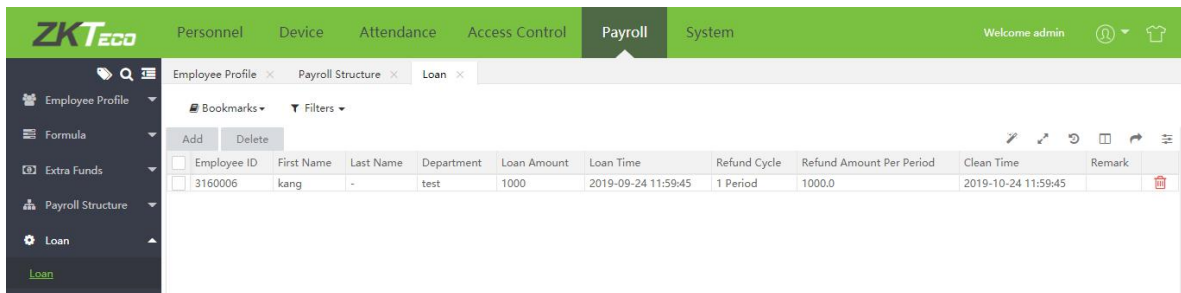 ZKTeco Personnel Device Attendance Access Control Payroll System Welcome admin
Employee Profile Payroll Structure Loan
Employee Profile
Bookmarks Filters
Formula
Add Delete
Employee ID First Name Last Name Department Loan Amount Loan Time Refund Cycle Refund Amount Per Period Clean Time Remark
Extra Funds
3160006 kang - test 1000 2019-09-24 11:59:45 1 Period 1000.0 2019-10-24 11:59:45
Payroll Structure
Loan
Loan